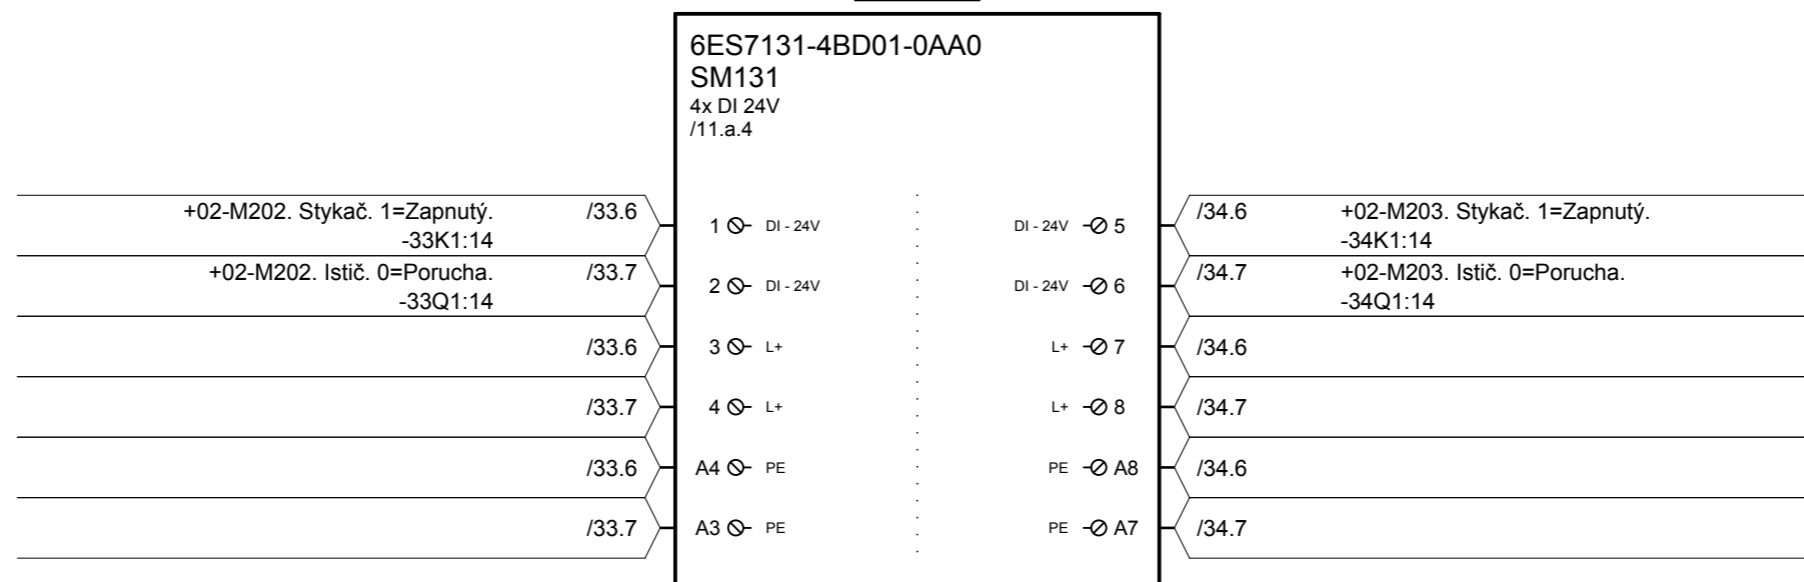 6ES7131-4BD01-0AA0
SM131
4x DI 24V
/11.a.4
+02-M202. Stykač. 1=Zapnutý. /33.6 1 DI - 24V DI - 24V 5 /34.6 +02-M203. Stykač. 1=Zapnutý.
-33K1:14 -34K1:14
+02-M202. Istič. 0=Porucha. /33.7 2 DI - 24V DI - 24V 6 /34.7 +02-M203. Istič. 0=Porucha.
-33Q1:14 -34Q1:14
/33.6 3 L+ L+ 7 /34.6
/33.7 4 L+ L+ 8 /34.7
/33.6 A4 PE PE A8 /34.6
/33.7 A3 PE PE A7 /34.7